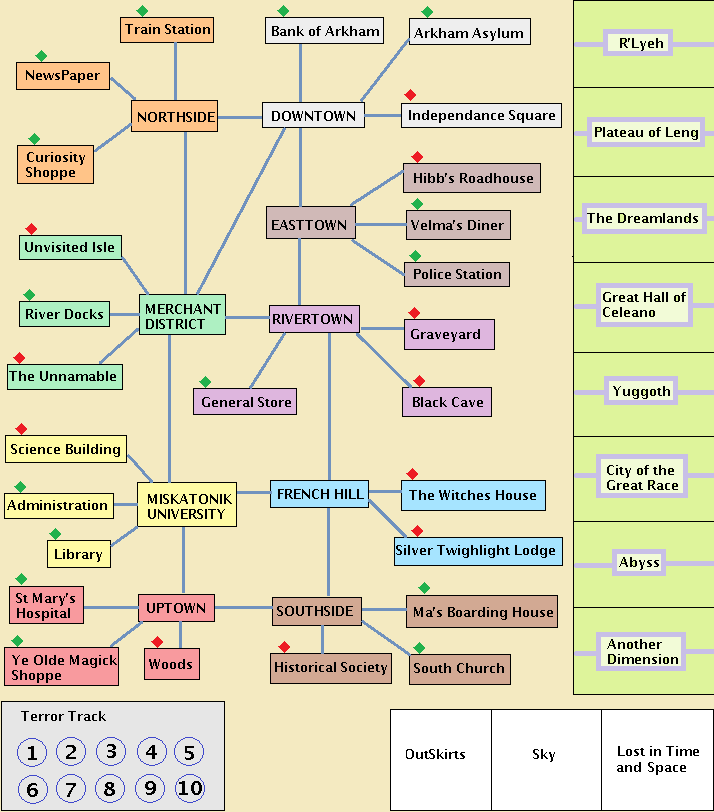 Train Station
Bank of Arkham
Arkham Asylum
R'Lyeh
NewsPaper
NORTHSIDE
DOWNTOWN
Independance Square
Plateau of Leng
Curiosity
Shoppe
Hibb's Roadhouse
EASTTOWN
Velma's Diner
The Dreamlands
Unvisited Isle
Police Station
River Docks
MERCHANT
DISTRICT
RIVERTOWN
Graveyard
Great Hall of
Celeano
The Unnamable
General Store
Black Cave
Yuggoth
Science Building
Administration
MISKATONIK
UNIVERSITY
FRENCH HILL
The Witches House
City of the
Great Race
Library
Silver Twighlight Lodge
Abyss
St Mary's
Hospital
UPTOWN
SOUTHSIDE
Ma's Boarding House
Ye Olde Magick
Shoppe
Woods
Historical Society
South Church
Another
Dimension
Terror Track
1 2 3 4 5
6 7 8 9 10
OutSkirts
Sky
Lost in Time
and Space